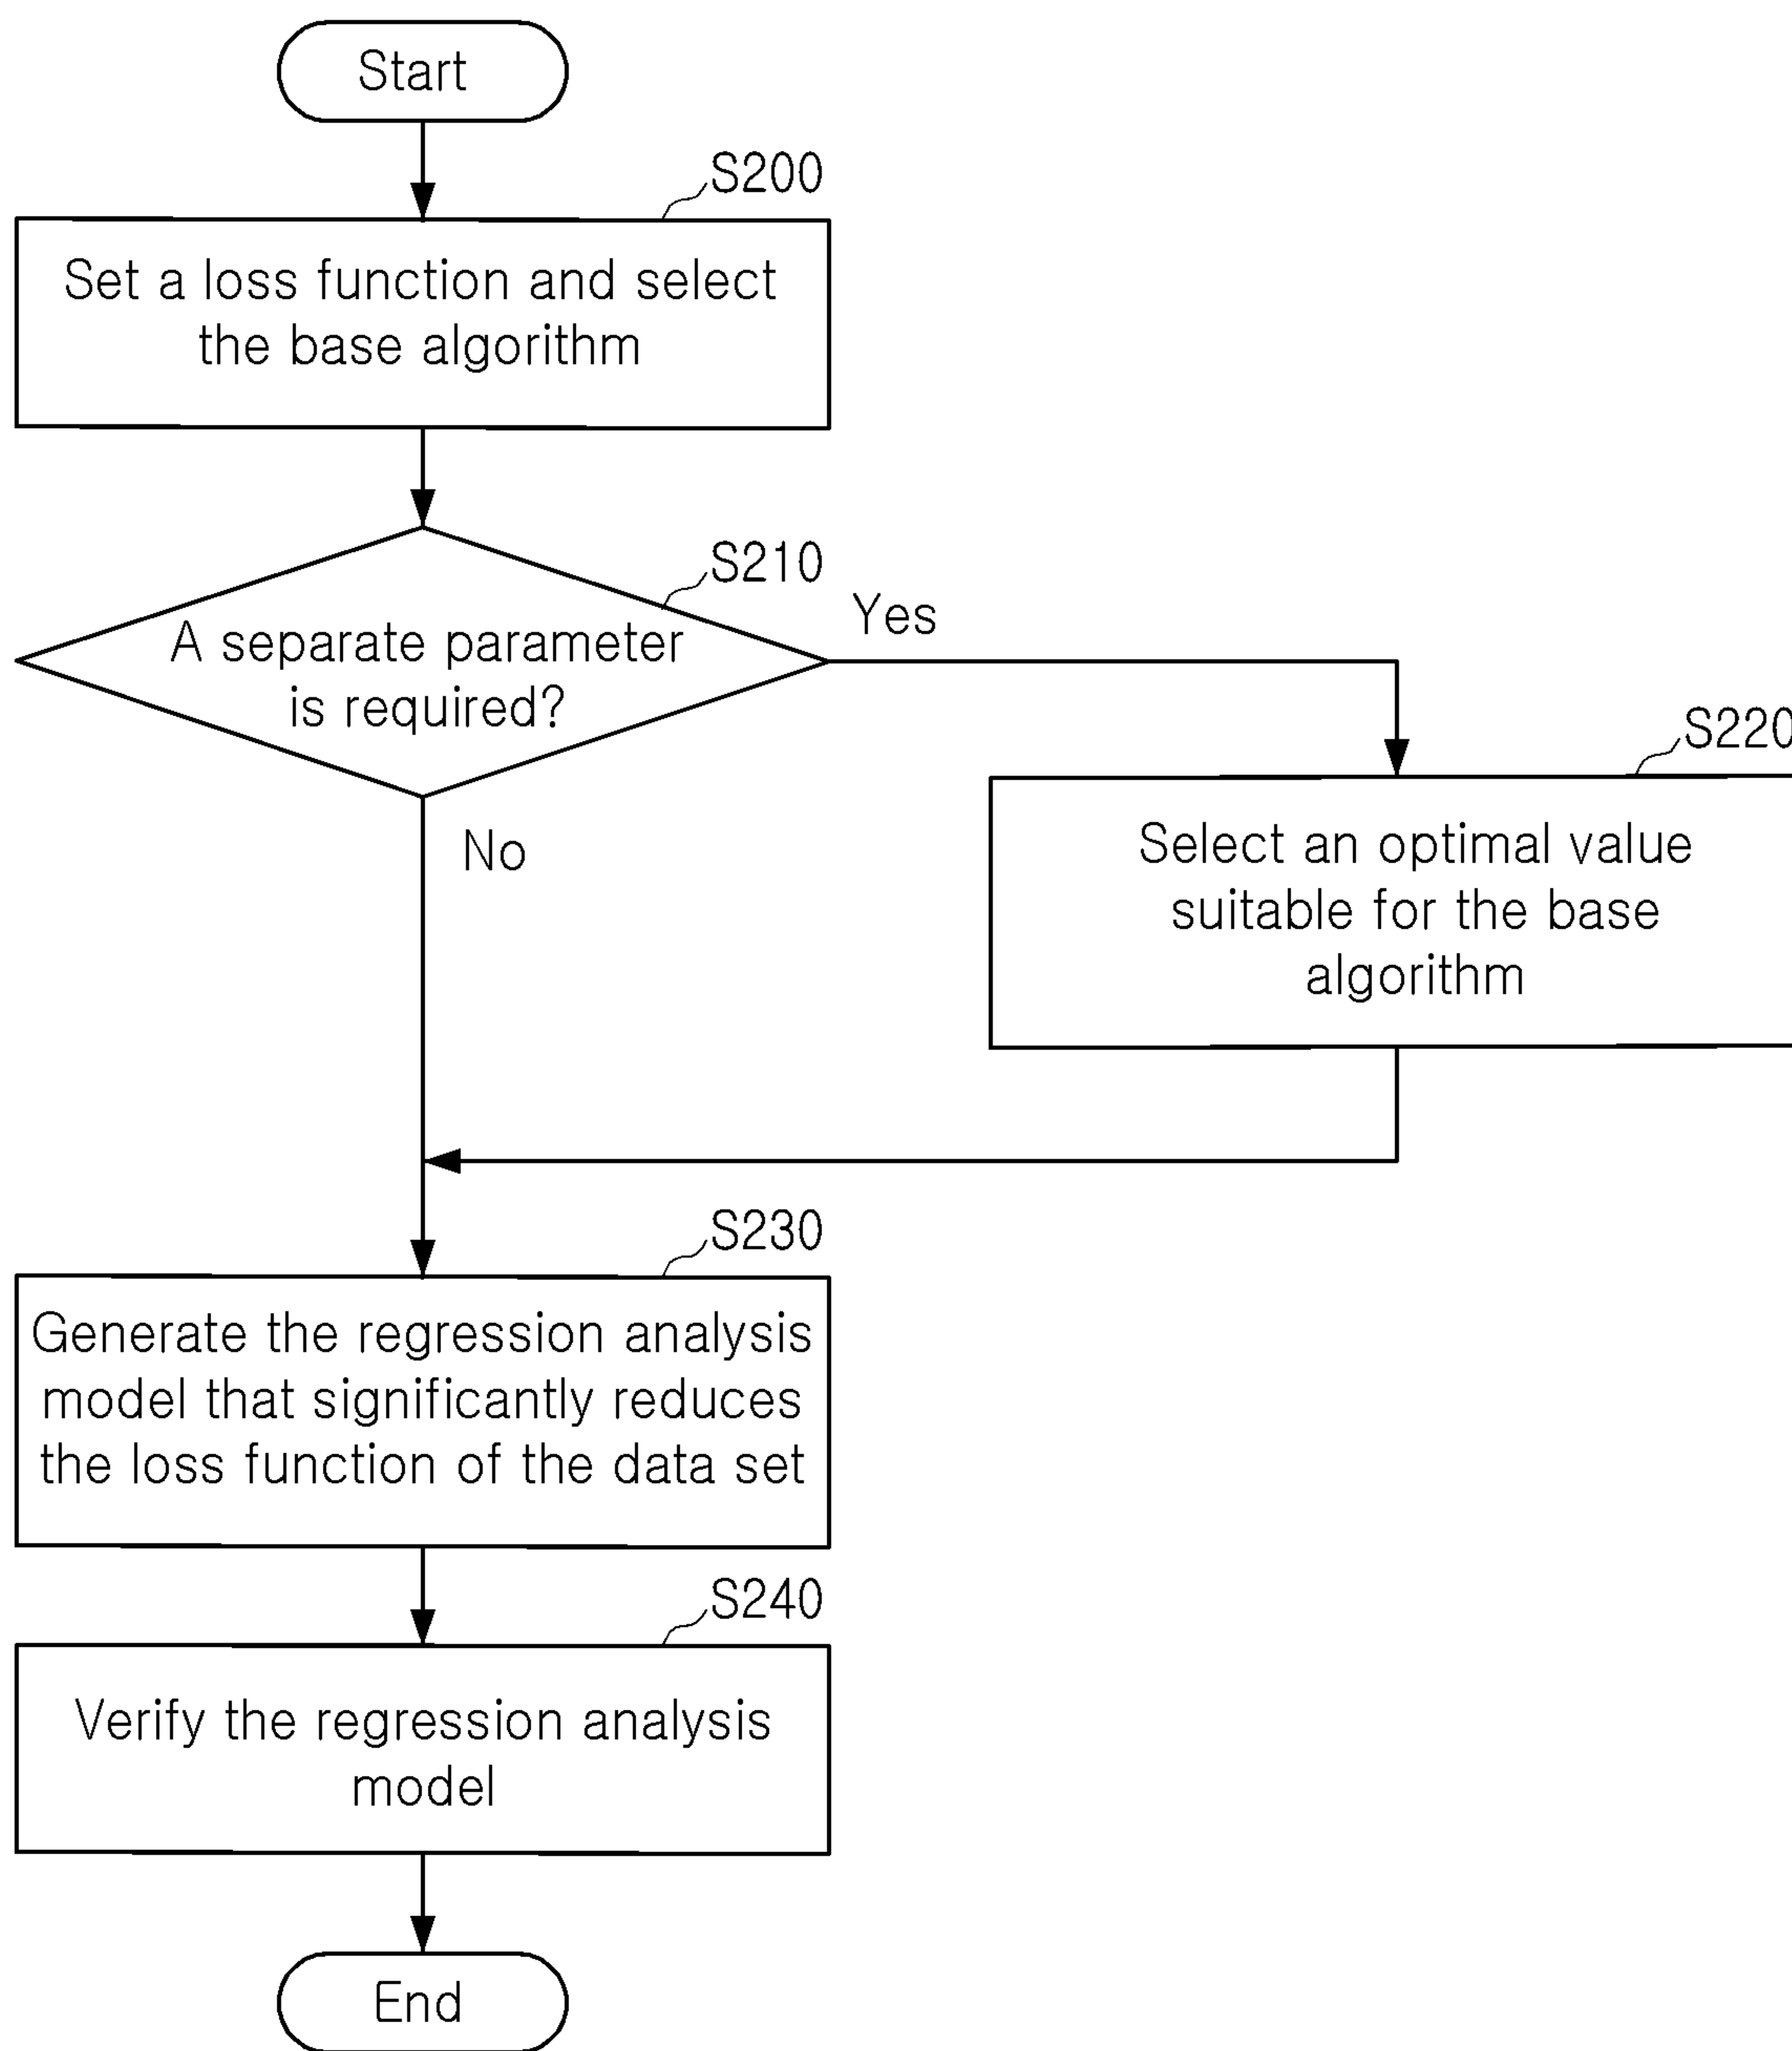 Start
S200
Set a loss function and select
the base algorithm
S210
A separate parameter
is required?
Yes
No
S220
Select an optimal value
suitable for the base
algorithm
S230
Generate the regression analysis
model that significantly reduces
the loss function of the data set
S240
Verify the regression analysis
model
End